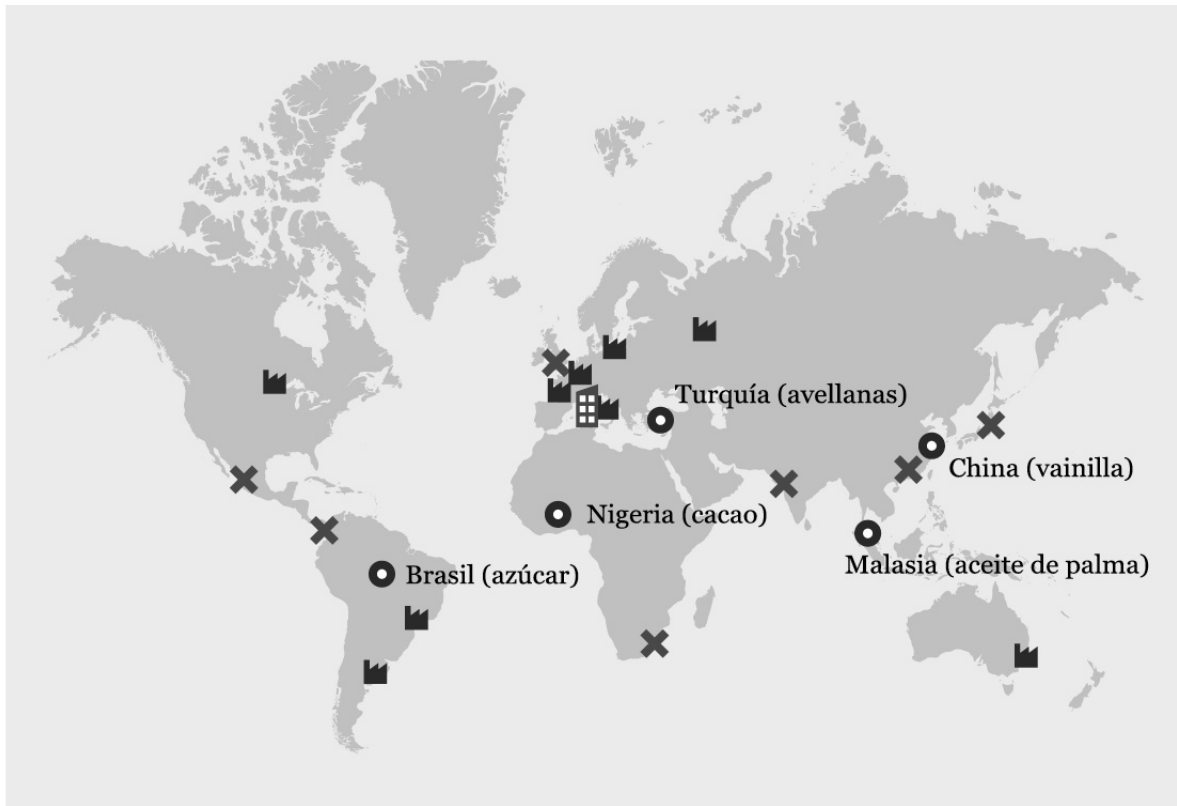 Turquía (avellanas)
China (vainilla)
Nigeria (cacao)
Malasia (aceite de palma)
Brasil (azúcar)